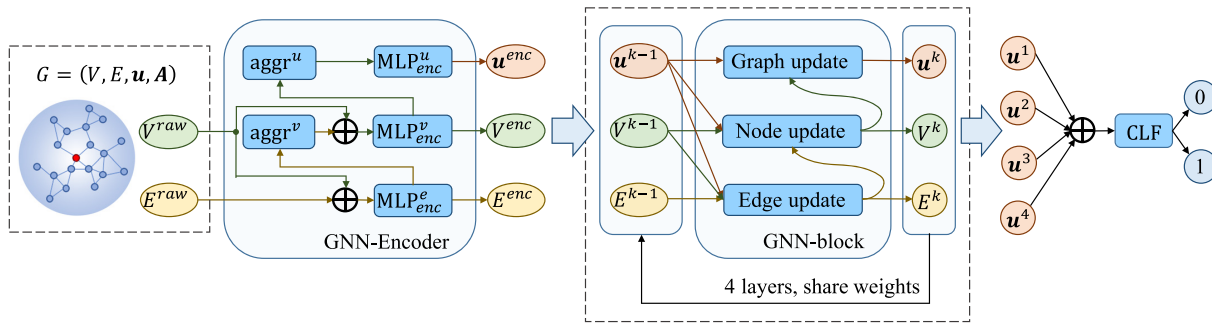 G = (V, E, u, A)
V^raw
E^raw
aggr^u
MLP^u_enc
u^enc
aggr^v
MLP^v_enc
V^enc
MLP^e_enc
E^enc
GNN-Encoder
u^k−1
Graph update
u^k
V^k−1
Node update
V^k
E^k−1
Edge update
E^k
GNN-block
4 layers, share weights
u^1
u^2
u^3
u^4
CLF
0
1